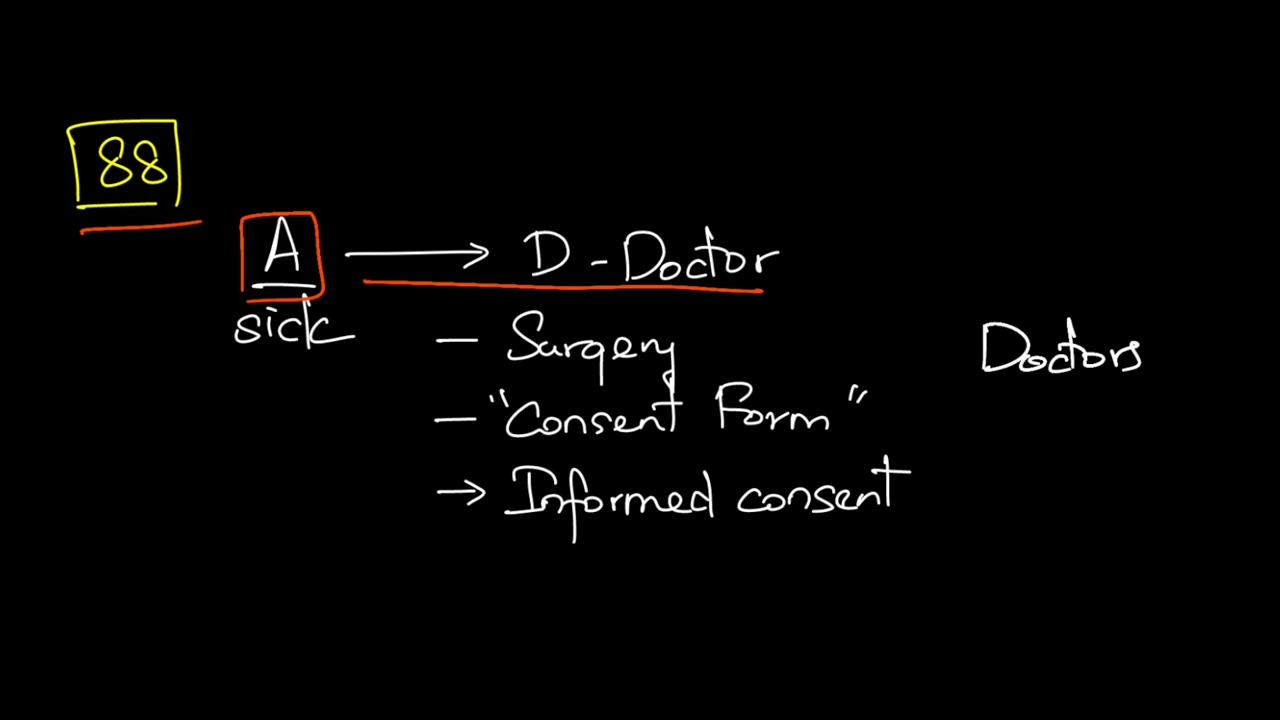 88
A → D - Doctor
sick
- Surgery
Doctors
- "Consent Form"
→ Informed consent